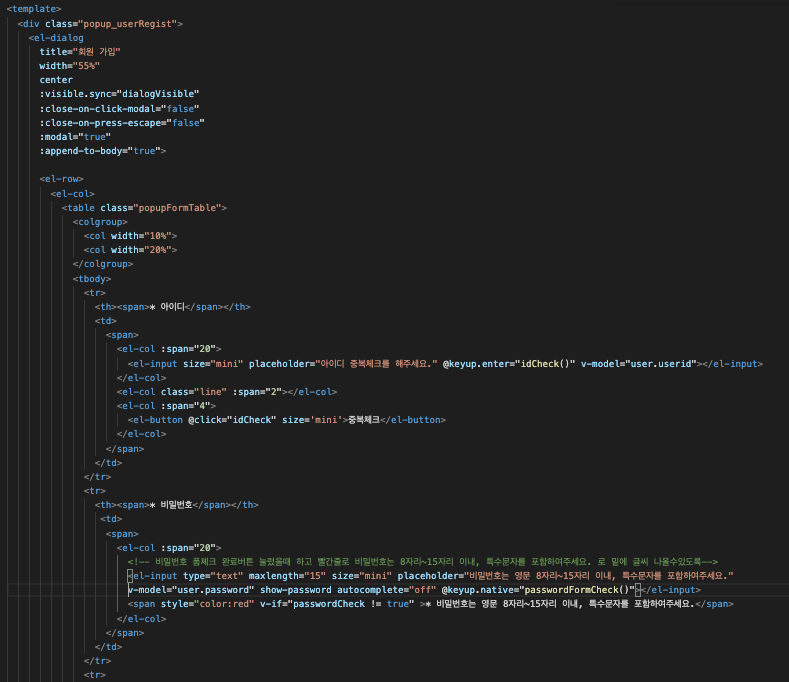 <template>
<div class="popup_userRegist">
<el-dialog
title="회원 가입"
width="55%"
center
:visible.sync="dialogVisible"
:close-on-click-modal="false"
:close-on-press-escape="false"
:modal="true"
:append-to-body="true">
<el-row>
<el-col>
<table class="popupFormTable">
<colgroup>
<col width="10%">
<col width="20%">
</colgroup>
<tbody>
<tr>
<th><span>* 아이디</span></th>
<td>
<span>
<el-col :span="20">
<el-input size="mini" placeholder="아이디 중복체크를 해주세요." @keyup.enter="idCheck()" v-model="user.userid"></el-input>
</el-col>
<el-col class="line" :span="2"></el-col>
<el-col :span="4">
<el-button @click="idCheck" size='mini'>중복체크</el-button>
</el-col>
</span>
</td>
</tr>
<tr>
<th><span>* 비밀번호</span></th>
<td>
<span>
<el-col :span="20">
<!-- 비밀번호 폼체크 완료버튼 눌렀을때 하고 빨간줄로 비밀번호는 8자리~15자리 이내, 특수문자를 포함하여주세요. 로 밑에 글씨 나올수있도록-->
<el-input type="text" maxlength="15" size="mini" placeholder="비밀번호는 영문 8자리~15자리 이내, 특수문자를 포함하여주세요."
v-model="user.password" show-password autocomplete="off" @keyup.native="passwordFormCheck()"></el-input>
<span style="color:red" v-if="passwordCheck != true" >* 비밀번호는 영문 8자리~15자리 이내, 특수문자를 포함하여주세요.</span>
</el-col>
</span>
</td>
</tr>
<tr>